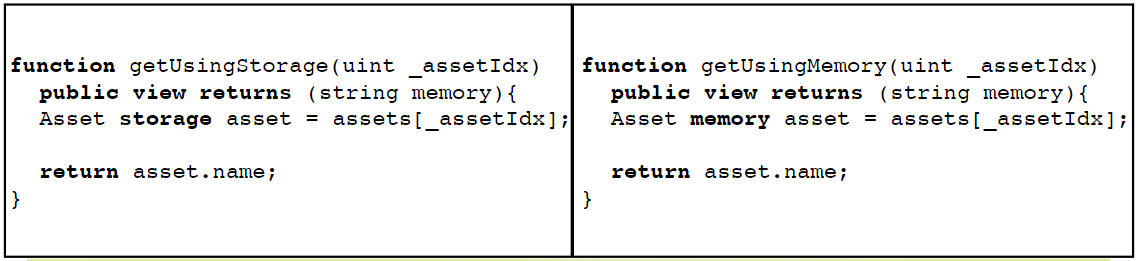 function getUsingStorage(uint _assetIdx)
public view returns (string memory){
Asset storage asset = assets[_assetIdx];
return asset.name;
}
function getUsingMemory(uint _assetIdx)
public view returns (string memory){
Asset memory asset = assets[_assetIdx];
return asset.name;
}